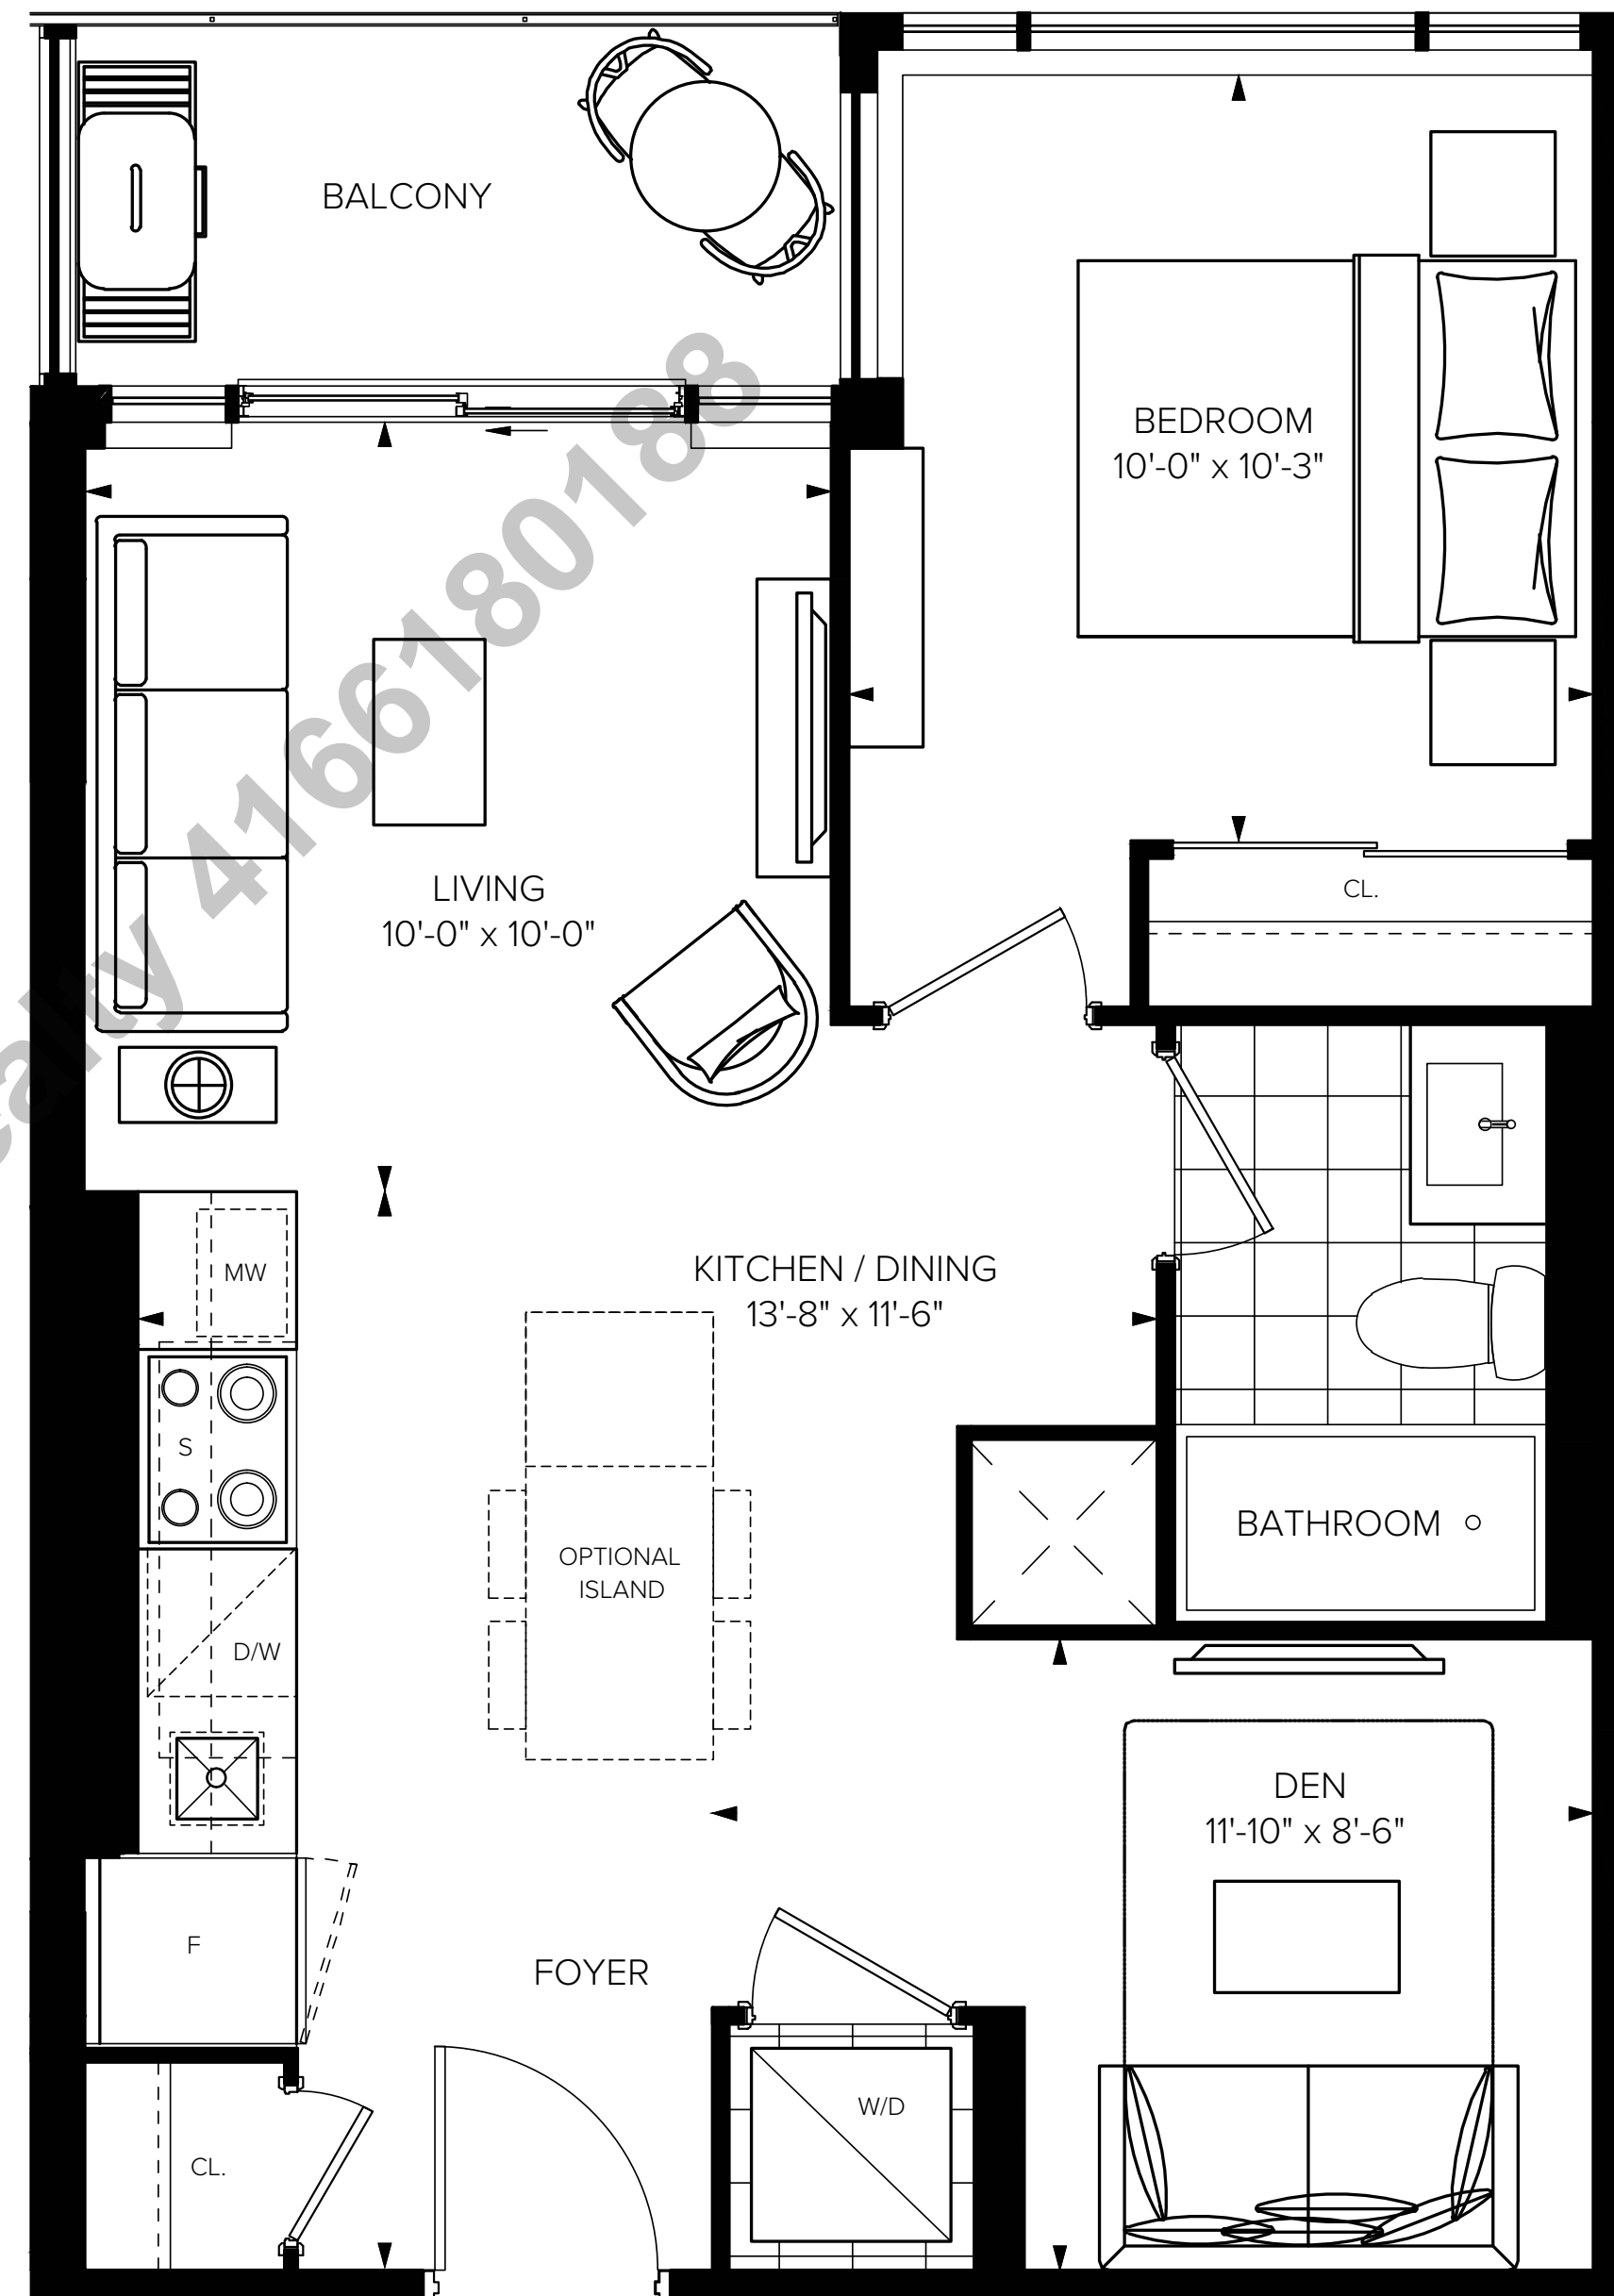 BALCONY
BEDROOM
10'-0" x 10'-3"
CL.
LIVING
10'-0" x 10'-0"
MW
KITCHEN / DINING
13'-8" x 11'-6"
S
OPTIONAL
ISLAND
BATHROOM
D/W
DEN
11'-10" x 8'-6"
F
FOYER
W/D
CL.
ealty 4166180188